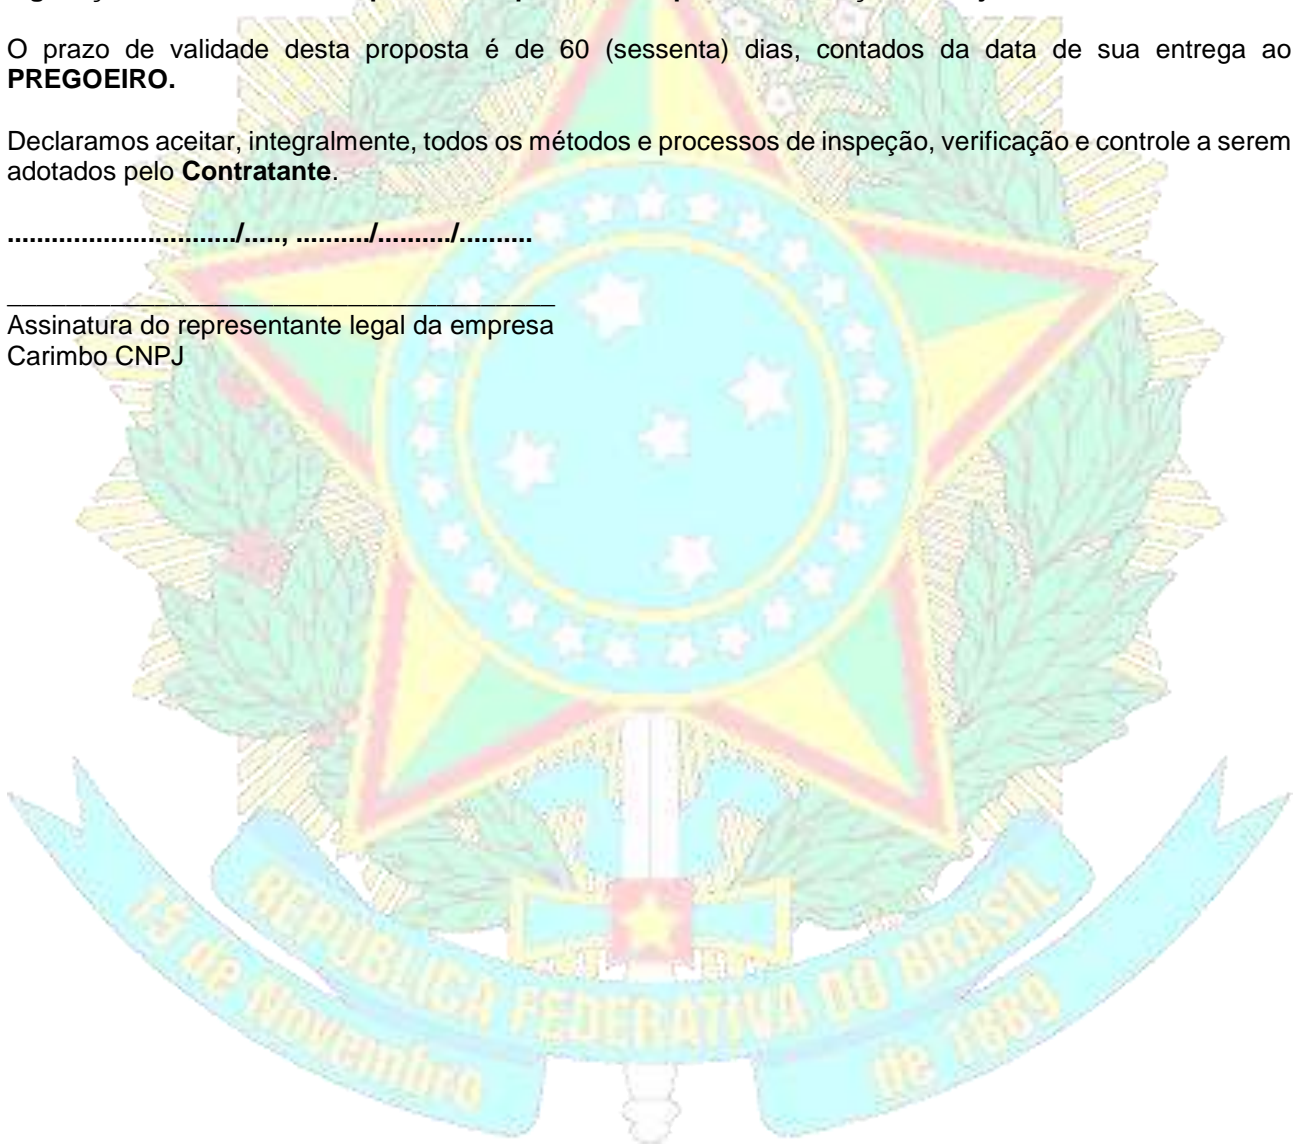 O prazo de validade desta proposta é de 60 (sessenta) dias, contados da data de sua entrega ao
PREGOEIRO.
Declaramos aceitar, integralmente, todos os métodos e processos de inspeção, verificação e controle a serem
adotados pelo Contratante.
.............................../....., ........../........../..........
_______________________________________
Assinatura do representante legal da empresa
Carimbo CNPJ
REPÚBLICA FEDERATIVA DO BRASIL
15 de Novembro
de 1889